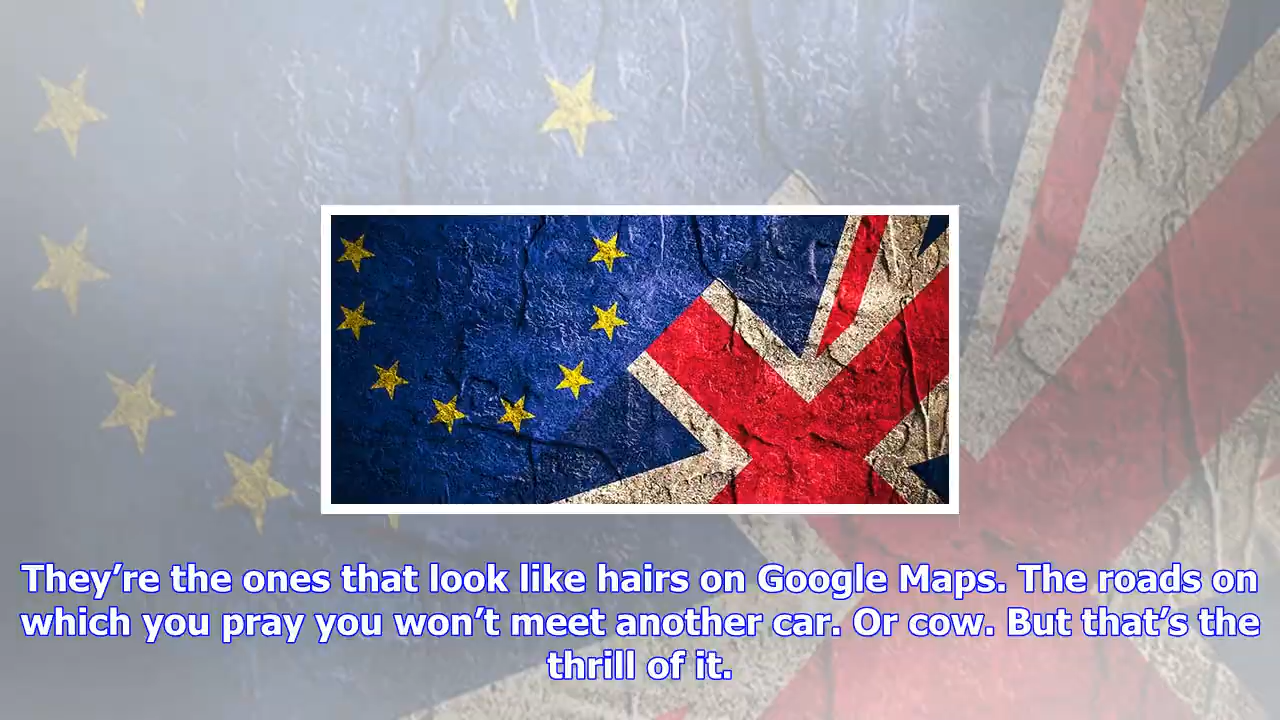 They’re the ones that look like hairs on Google Maps. The roads on
which you pray you won’t meet another car. Or cow. But that’s the
thrill of it.